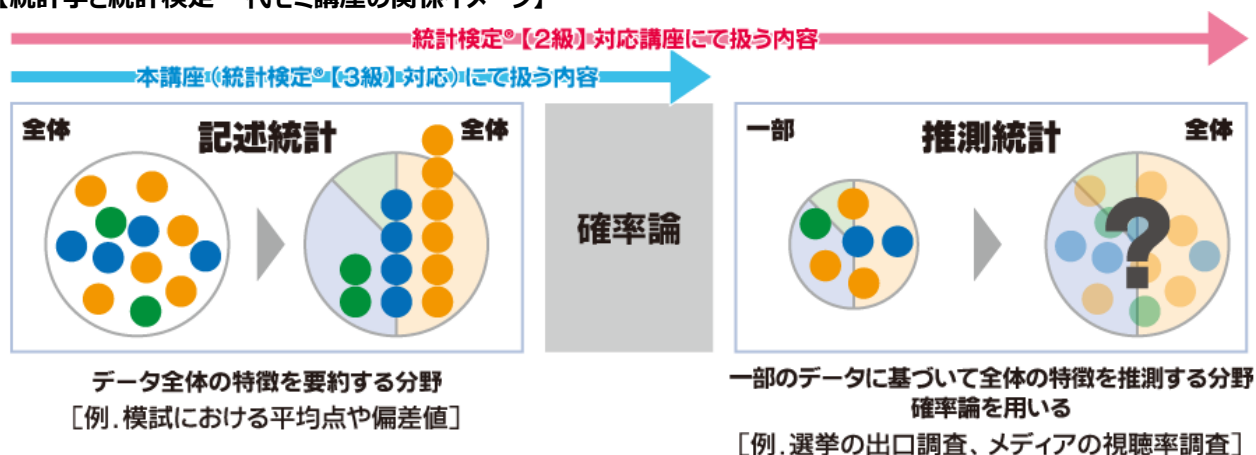 統計検定®【2級】対応講座にて扱う内容
本講座（統計検定®【3級】対応）にて扱う内容
全体
記述統計
全体
確率論
一部
推測統計
全体
?
データ全体の特徴を要約する分野
［例.模試における平均点や偏差値］
一部のデータに基づいて全体の特徴を推測する分野
確率論を用いる
［例.選挙の出口調査、メディアの視聴率調査］